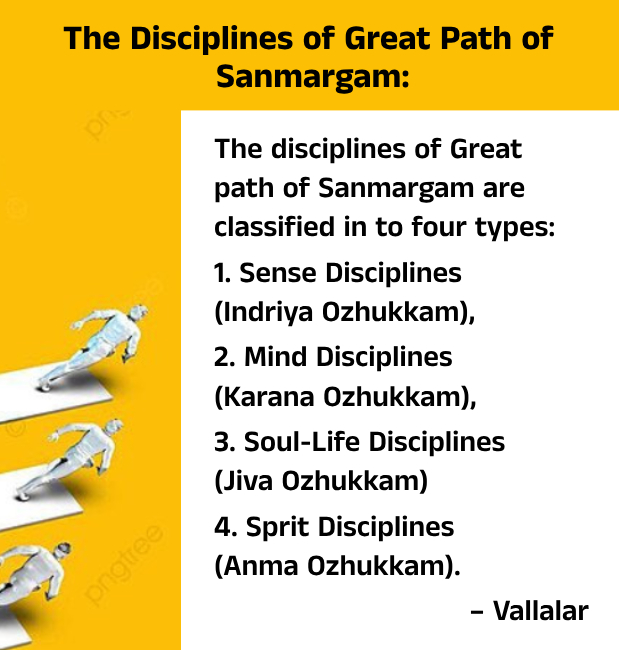 The Disciplines of Great Path of
Sanmargam:
The disciplines of Great
path of Sanmargam are
classified in to four types:
1. Sense Disciplines
(Indriya Ozhukkam),
2. Mind Disciplines
(Karana Ozhukkam),
3. Soul-Life Disciplines
(Jiva Ozhukkam)
4. Sprit Disciplines
(Anma Ozhukkam).
– Vallalar
pngtree